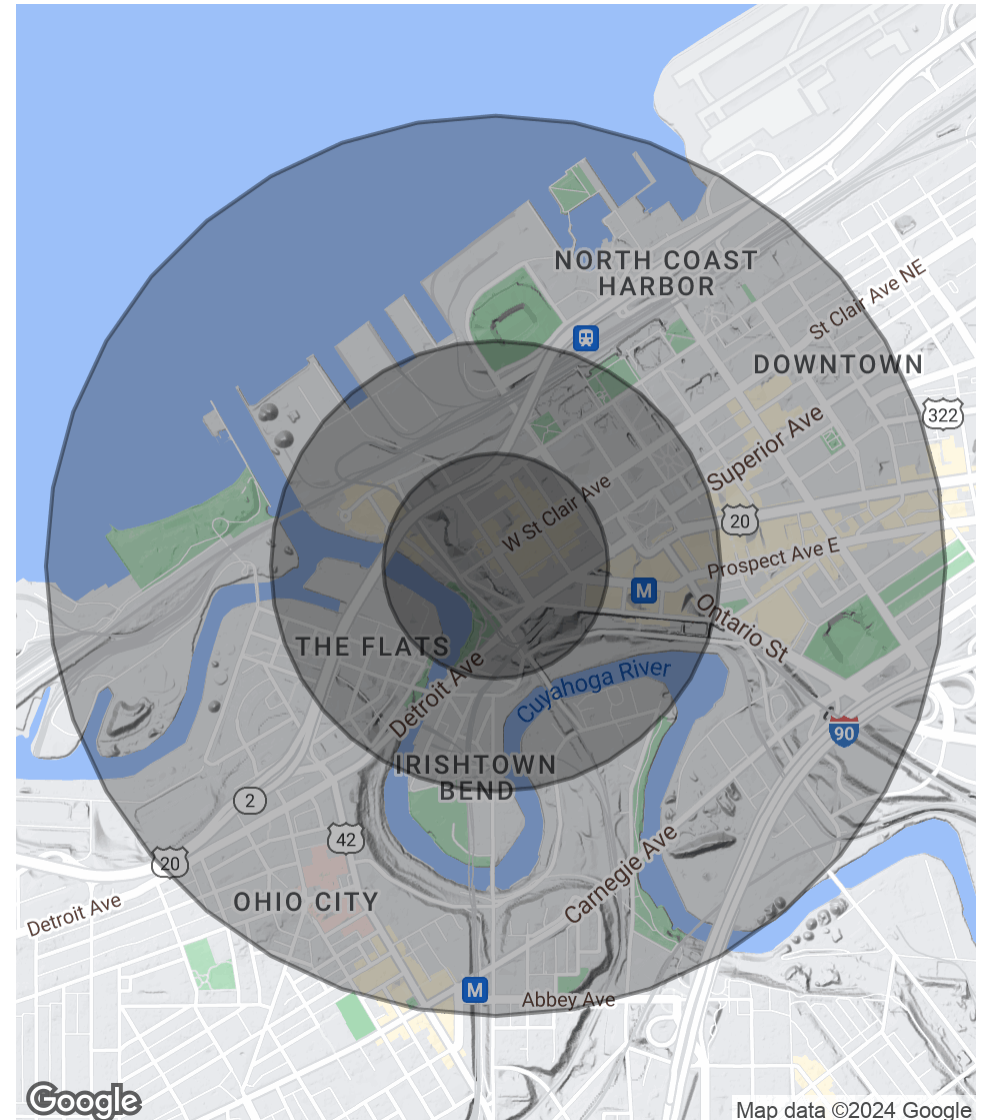 NORTH COAST
HARBOR
St Clair Ave NE
DOWNTOWN
322
Superior Ave
W St Clair Ave
20
Prospect Ave E
M
Ontario St
THE FLATS
Detroit Ave
Cuyahoga River
90
IRISHTOWN
BEND
2
42
20
Carnegie Ave
OHIO CITY
Detroit Ave
M
Abbey Ave
Google
Map data ©2024 Google